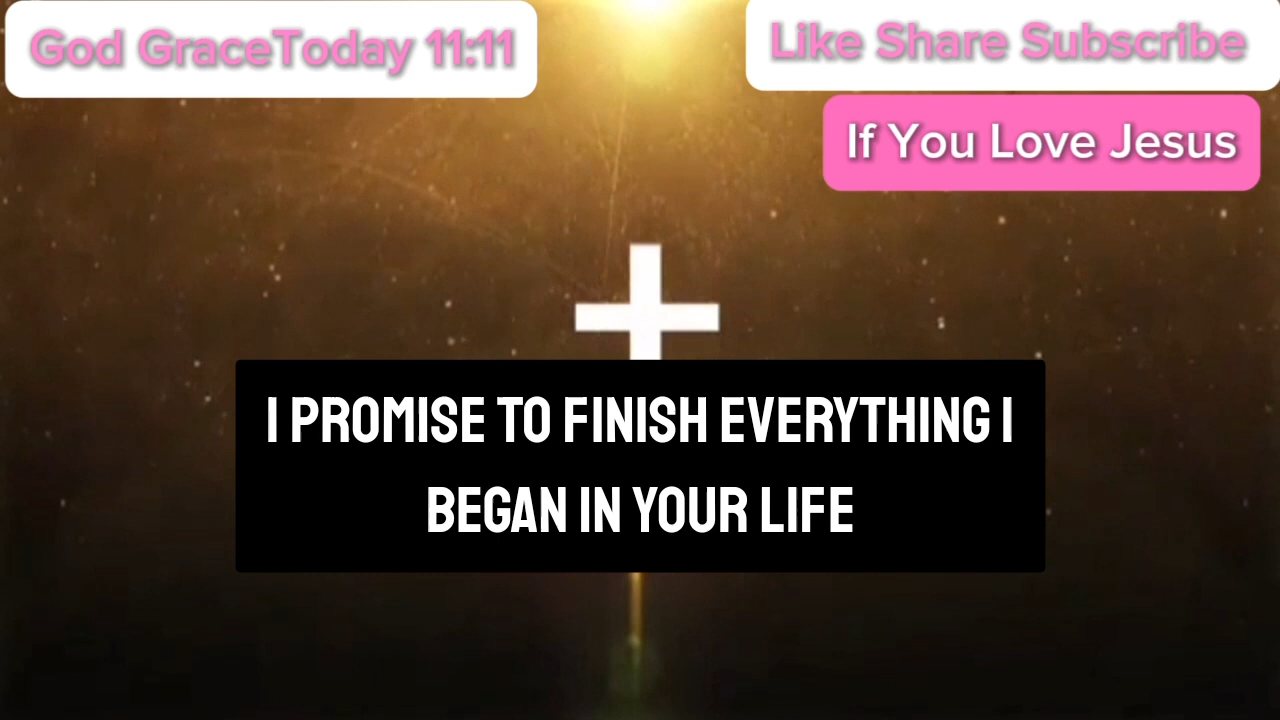 God GraceToday 11:11
Like Share Subscribe
If You Love Jesus
I PROMISE TO FINISH EVERYTHING I
BEGAN IN YOUR LIFE